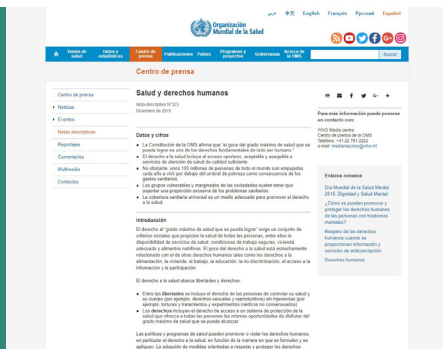 عربي 中文 English Français Русский Español
Organización
Mundial de la Salud
Temas de salud
Datos y estadísticas
Centro de prensa
Publicaciones
Países
Programas y proyectos
Gobernanza
Acerca de la OMS
Buscar
Centro de prensa
Centro de prensa
Noticias
Eventos
Notas descriptivas
Reportajes
Comentarios
Multimedia
Contactos
Salud y derechos humanos
Nota descriptiva N°323
Diciembre de 2015
Datos y cifras
La Constitución de la OMS afirma que "el goce del grado máximo de salud que se
pueda lograr es uno de los derechos fundamentales de todo ser humano."
El derecho a la salud incluye el acceso oportuno, aceptable y asequible a
servicios de atención de salud de calidad suficiente.
No obstante, unos 100 millones de personas de todo el mundo son empujadas
cada año a vivir por debajo del umbral de pobreza como consecuencia de los
gastos sanitarios.
Los grupos vulnerables y marginados de las sociedades suelen tener que
soportar una proporción excesiva de los problemas sanitarios.
La cobertura sanitaria universal es un medio adecuado para promover el derecho
a la salud.
Introducción
El derecho al "grado máximo de salud que se pueda lograr" exige un conjunto de
criterios sociales que propicien la salud de todas las personas, entre ellos la
disponibilidad de servicios de salud, condiciones de trabajo seguras, vivienda
adecuada y alimentos nutritivos. El goce del derecho a la salud está estrechamente
relacionado con el de otros derechos humanos tales como los derechos a la
alimentación, la vivienda, el trabajo, la educación, la no discriminación, el acceso a la
información y la participación.
El derecho a la salud abarca libertades y derechos.
Entre las libertades se incluye el derecho de las personas de controlar su salud y
su cuerpo (por ejemplo, derechos sexuales y reproductivos) sin injerencias (por
ejemplo, torturas y tratamientos y experimentos médicos no consensuados).
Los derechos incluyen el derecho de acceso a un sistema de protección de la
salud que ofrezca a todas las personas las mismas oportunidades de disfrutar del
grado máximo de salud que se pueda alcanzar.
Las políticas y programas de salud pueden promover o violar los derechos humanos,
en particular el derecho a la salud, en función de la manera en que se formulen y se
apliquen. La adopción de medidas orientadas a respetar y proteger los derechos
Para más información puede ponerse
en contacto con:
WHO Media centre
Centro de prensa de la OMS
Teléfono: +41 22 791 2222
e-mail: mediainquiries@who.int
Enlaces conexos
Día Mundial de la Salud Mental
2015: Dignidad y Salud Mental
¿Cómo se pueden promover y
proteger los derechos humanos
de las personas con trastornos
mentales?
Respeto de los derechos
humanos cuando se
proporcionan información y
servicios de anticoncepción
Derechos humanos